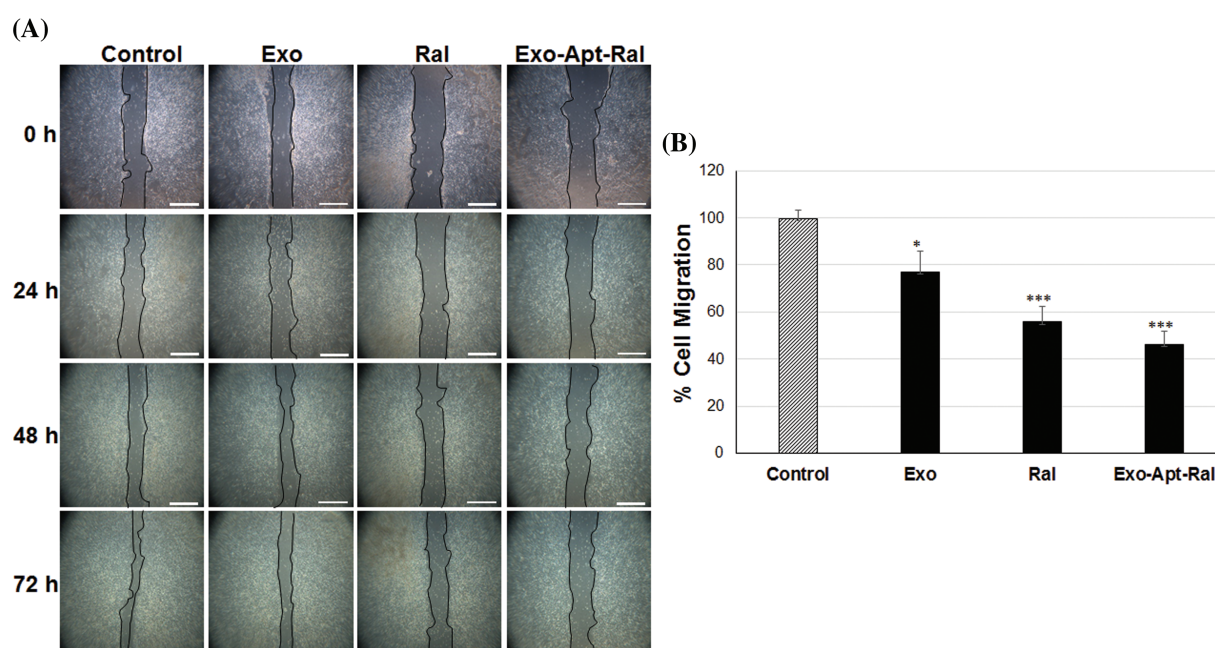 (A)
Control Exo Ral Exo-Apt-Ral
0 h
24 h
48 h
72 h
(B)
% Cell Migration
120
100
80
60
40
20
0
*
***
***
Control Exo Ral Exo-Apt-Ral